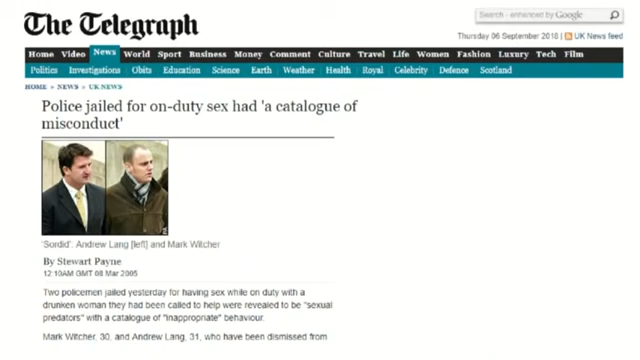 The Telegraph
Search - enhanced by Google
Thursday 06 September 2018 | UK News feed
Home Video News World Sport Business Money Comment Culture Travel Life Women Fashion Luxury Tech Film
Politics Investigations Obits Education Science Earth Weather Health Royal Celebrity Defence Scotland
HOME » NEWS » UK NEWS
Police jailed for on-duty sex had 'a catalogue of
misconduct'
'Sordid': Andrew Lang [left] and Mark Witcher
By Stewart Payne
12:10AM GMT 08 Mar 2005
Two policemen jailed yesterday for having sex while on duty with a
drunken woman they had been called to help were revealed to be "sexual
predators" with a catalogue of "inappropriate" behaviour.
Mark Witcher, 30, and Andrew Lang, 31, who have been dismissed from